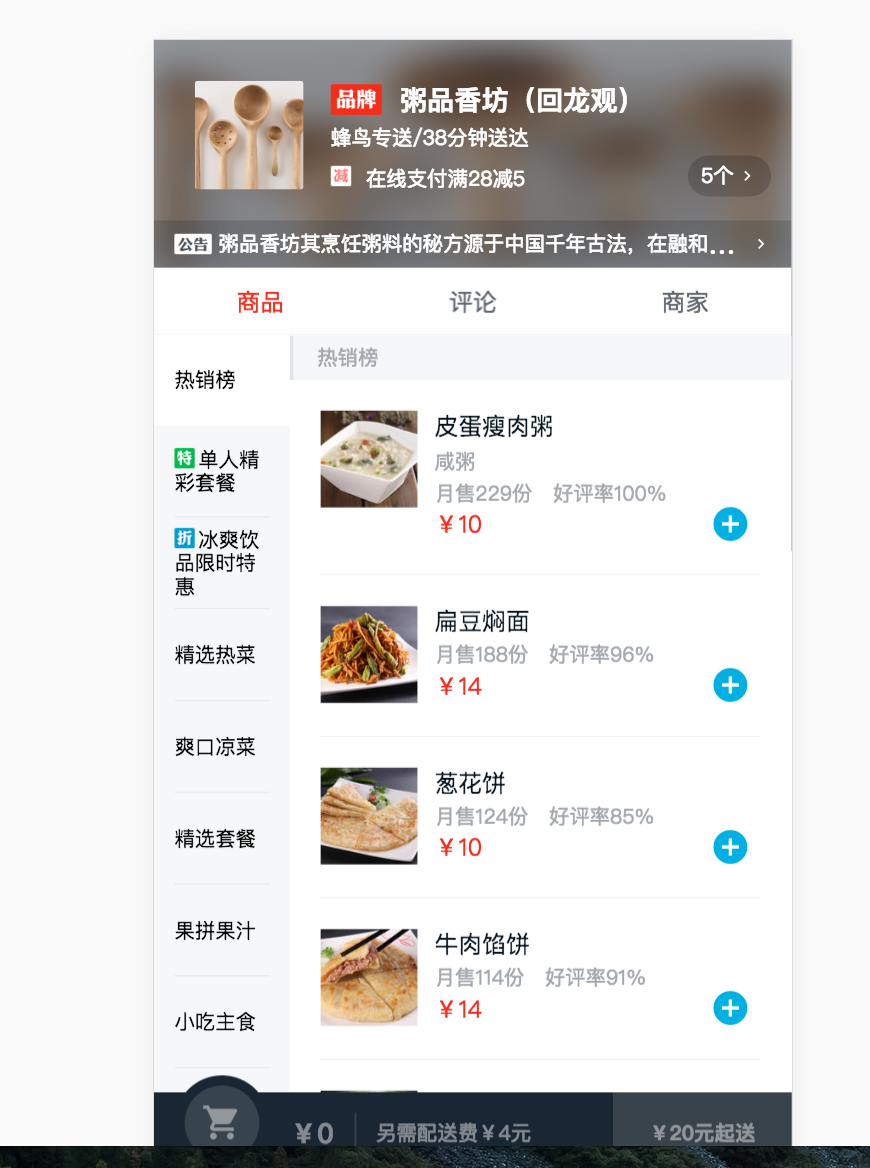 品牌 粥品香坊（回龙观）
蜂鸟专送/38分钟送达
减 在线支付满28减5
5个 >
公告 粥品香坊其烹饪粥料的秘方源于中国千年古法，在融和... >
商品 评论 商家
热销榜
特 单人精
彩套餐
折 冰爽饮
品限时特
惠
精选热菜
爽口凉菜
精选套餐
果拼果汁
小吃主食
热销榜
皮蛋瘦肉粥
咸粥
月售229份 好评率100%
￥10
扁豆焖面
月售188份 好评率96%
￥14
葱花饼
月售124份 好评率85%
￥10
牛肉馅饼
月售114份 好评率91%
￥14
￥0 另需配送费￥4元 ￥20元起送